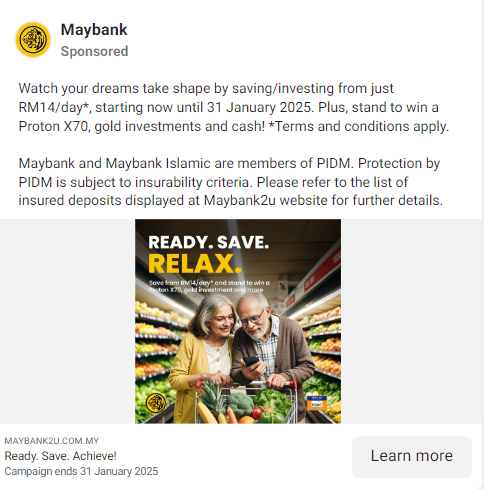 Maybank
Sponsored
Watch your dreams take shape by saving/investing from just
RM14/day*, starting now until 31 January 2025. Plus, stand to win a
Proton X70, gold investments and cash! *Terms and conditions apply.
Maybank and Maybank Islamic are members of PIDM. Protection by
PIDM is subject to insurability criteria. Please refer to the list of
insured deposits displayed at Maybank2u website for further details.
READY. SAVE.
RELAX.
Save from RM14/day* and stand to win a
Proton X70, gold investment and more
PIDM
MAYBANK2U.COM.MY
Ready. Save. Achieve!
Campaign ends 31 January 2025
Learn more